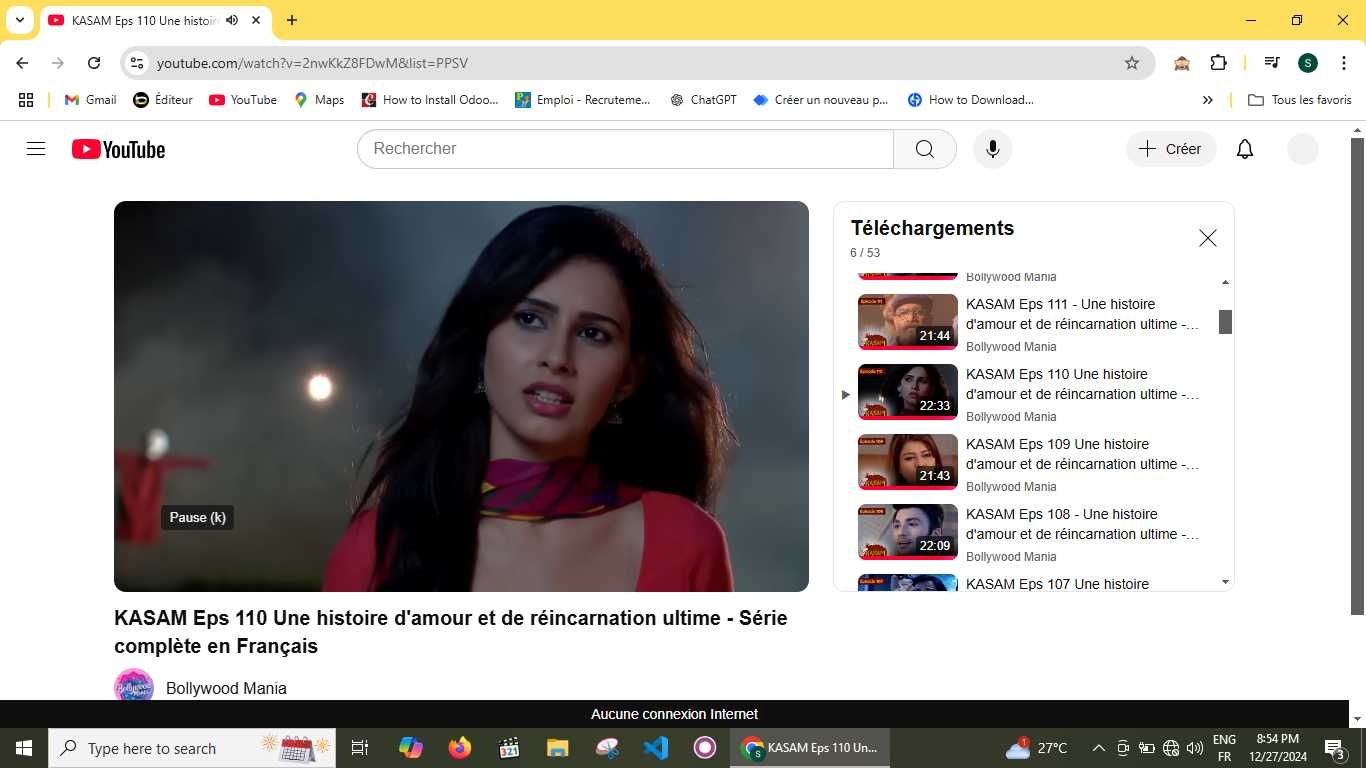 KASAM Eps 110 Une histoir
youtube.com/watch?v=2nwKkZ8FDwM&list=PPSV
S
Gmail
Éditeur
YouTube
Maps
How to Install Odoo...
Emploi - Recruteme...
ChatGPT
Créer un nouveau p...
How to Download...
Tous les favoris
YouTube
Rechercher
Créer
Téléchargements
6 / 53
Bollywood Mania
KASAM Eps 111 - Une histoire
d'amour et de réincarnation ultime -...
21:44
Bollywood Mania
KASAM Eps 110 Une histoire
d'amour et de réincarnation ultime -...
22:33
Bollywood Mania
KASAM Eps 109 Une histoire
d'amour et de réincarnation ultime -...
21:43
Bollywood Mania
KASAM Eps 108 - Une histoire
d'amour et de réincarnation ultime -...
22:09
Bollywood Mania
KASAM Eps 107 Une histoire
Pause (k)
KASAM Eps 110 Une histoire d'amour et de réincarnation ultime - Série
complète en Français
Bollywood Mania
Aucune connexion Internet
Type here to search
KASAM Eps 110 Un...
27°C
ENG
FR
8:54 PM
12/27/2024
3